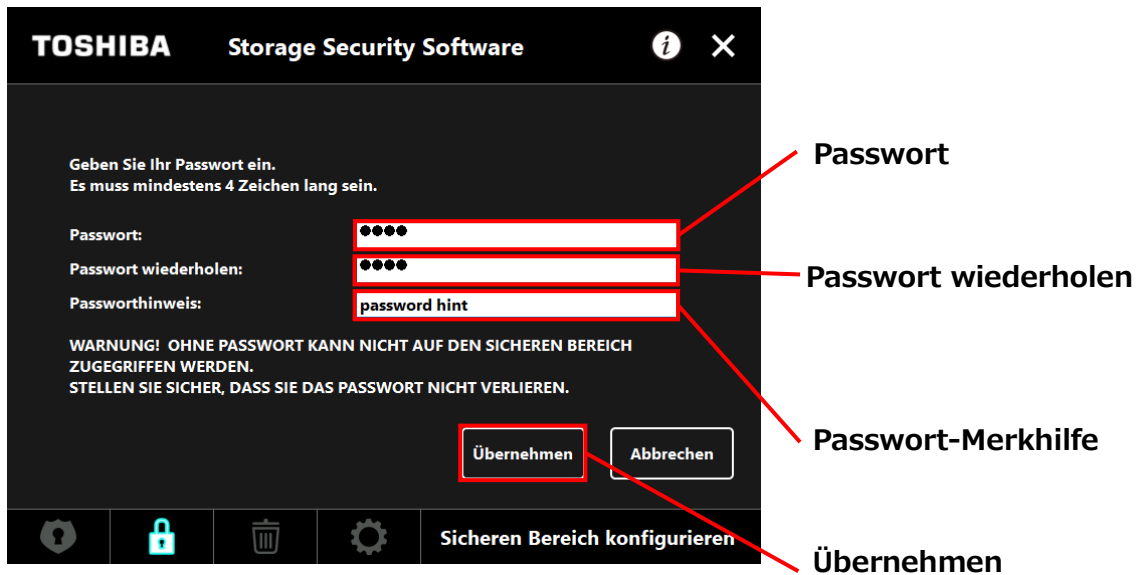 TOSHIBA Storage Security Software
Geben Sie Ihr Passwort ein.
Es muss mindestens 4 Zeichen lang sein.
Passwort:
Passwort wiederholen:
Passworthinweis: password hint
WARNUNG! OHNE PASSWORT KANN NICHT AUF DEN SICHEREN BEREICH
ZUGEGRIFFEN WERDEN.
STELLEN SIE SICHER, DASS SIE DAS PASSWORT NICHT VERLIEREN.
Übernehmen Abbrechen
Sicheren Bereich konfigurieren
Passwort
Passwort wiederholen
Passwort-Merkhilfe
Übernehmen